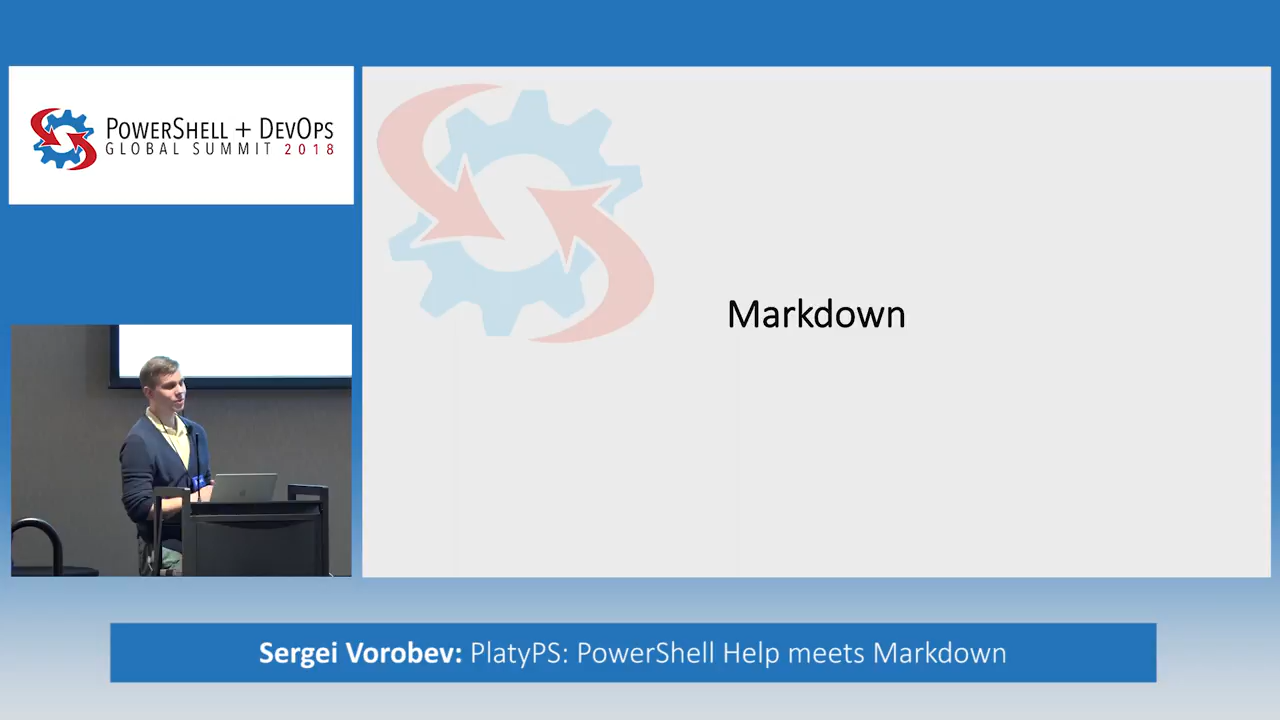 POWERSHELL + DEVOPS
GLOBAL SUMMIT 2018
Markdown
Sergei Vorobev: PlatyPS: PowerShell Help meets Markdown